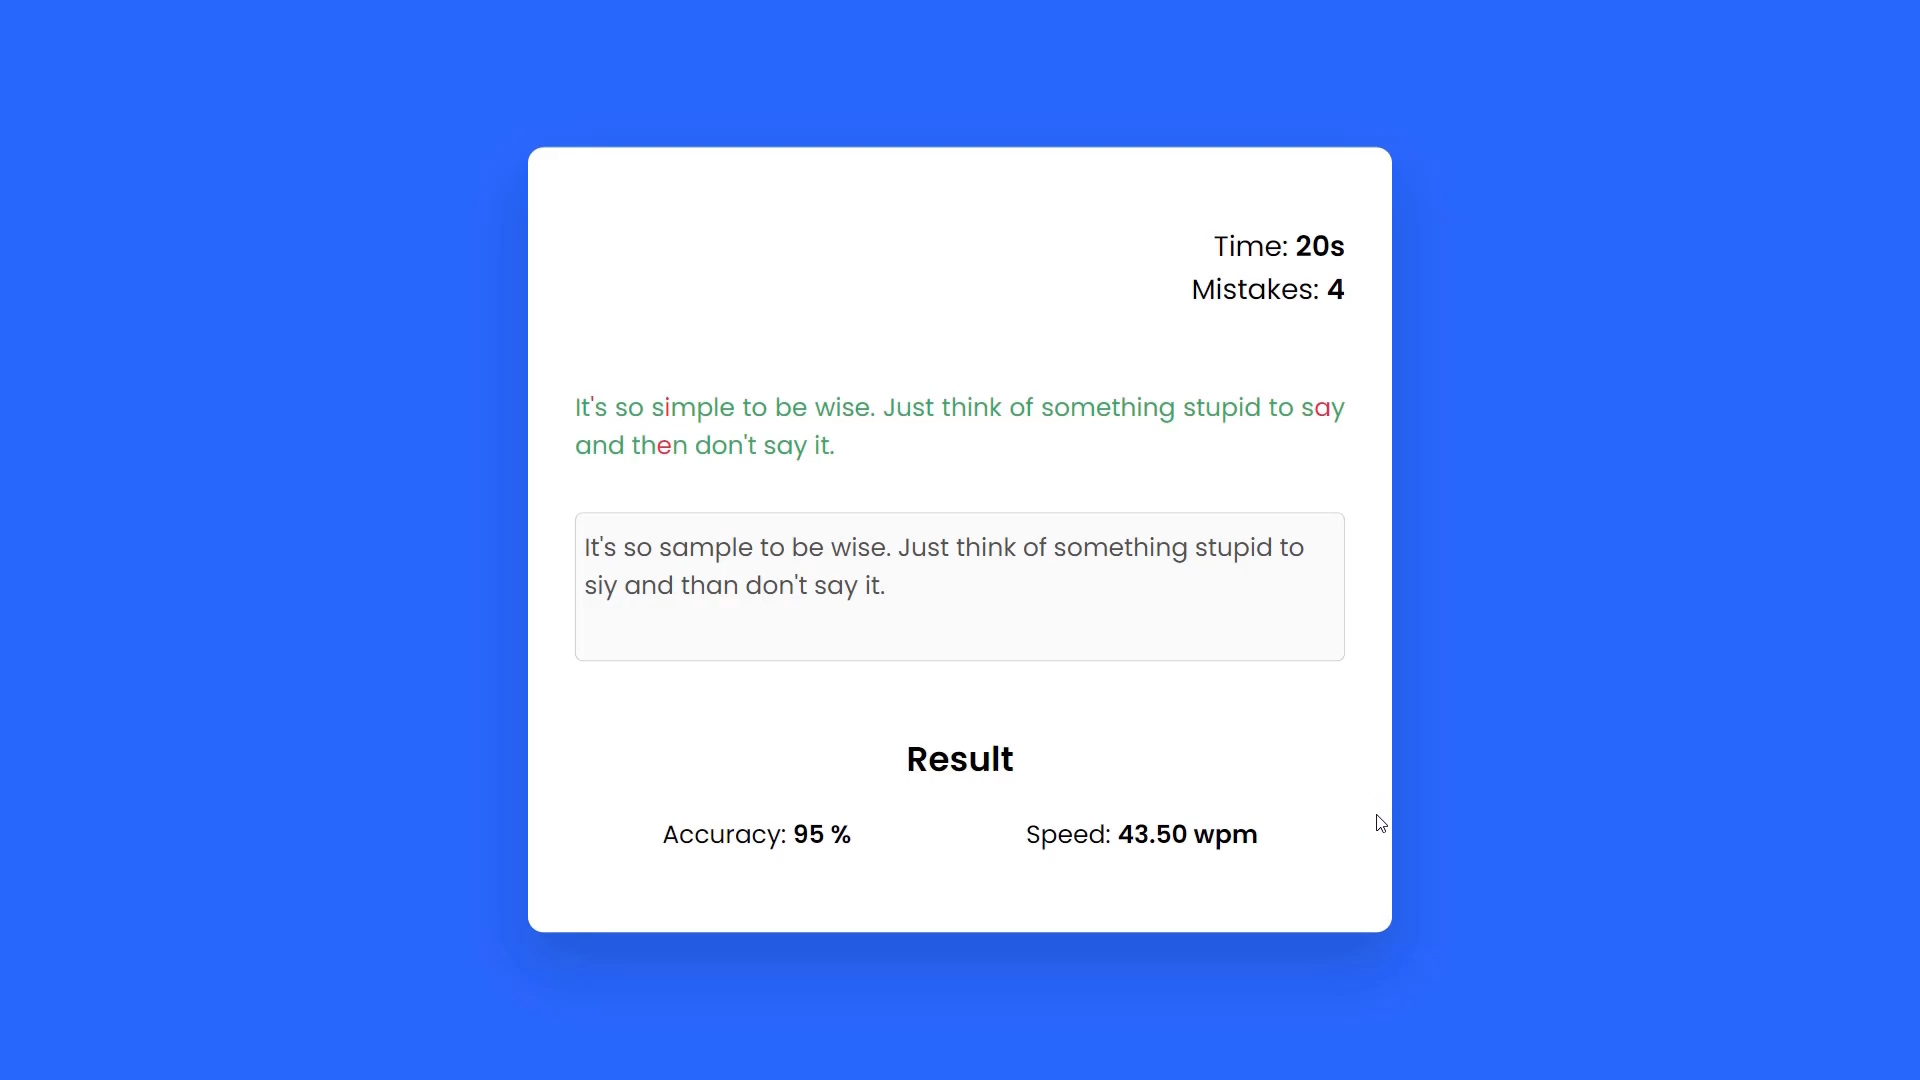 Time: 20s
Mistakes: 4
It's so simple to be wise. Just think of something stupid to say
and then don't say it.
It's so sample to be wise. Just think of something stupid to
siy and than don't say it.
Result
Accuracy: 95 % Speed: 43.50 wpm